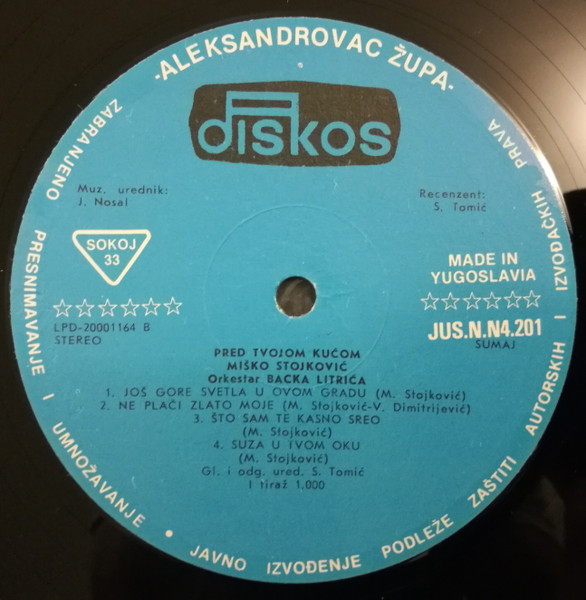 -ALEKSANDROVAC ŽUPA-
diskos
Muz. urednik:
J. Nosal
Recenzent:
S. Tomić
SOKOJ
33
MADE IN
YUGOSLAVIA
LPD-20001164 B
STEREO
JUS.N.N4.201
SUMAJ
PRED TVOJOM KUĆOM
MIŠKO STOJKOVIĆ
Orkestar BACKA LITRIĆA
1. JOŠ GORE SVETLA U OVOM GRADU (M. Stojković)
2. NE PLAČI ZLATO MOJE (M. Stojković-V. Dimitrijević)
3. ŠTO SAM TE KASNO SREO
(M. Stojković)
4. SUZA U TVOM OKU
(M. Stojković)
Gl. i odg. ured. S. Tomić
I tiraž 1.000
ZABRANJENO PRESNIMAVANJE I UMNOŽAVANJE • JAVNO IZVOĐENJE PODLEŽE ZAŠTITI AUTORSKIH I IZVOĐAČKIH PRAVA